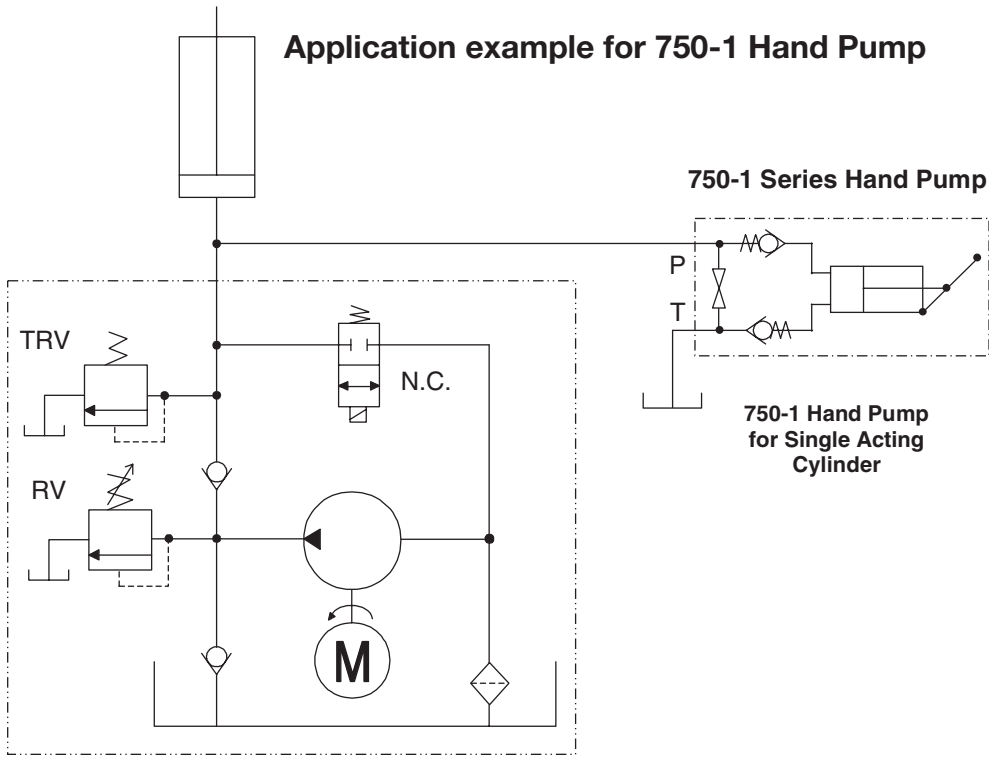 Application example for 750-1 Hand Pump
750-1 Series Hand Pump
P
T
TRV
N.C.
750-1 Hand Pump
for Single Acting
Cylinder
RV
M